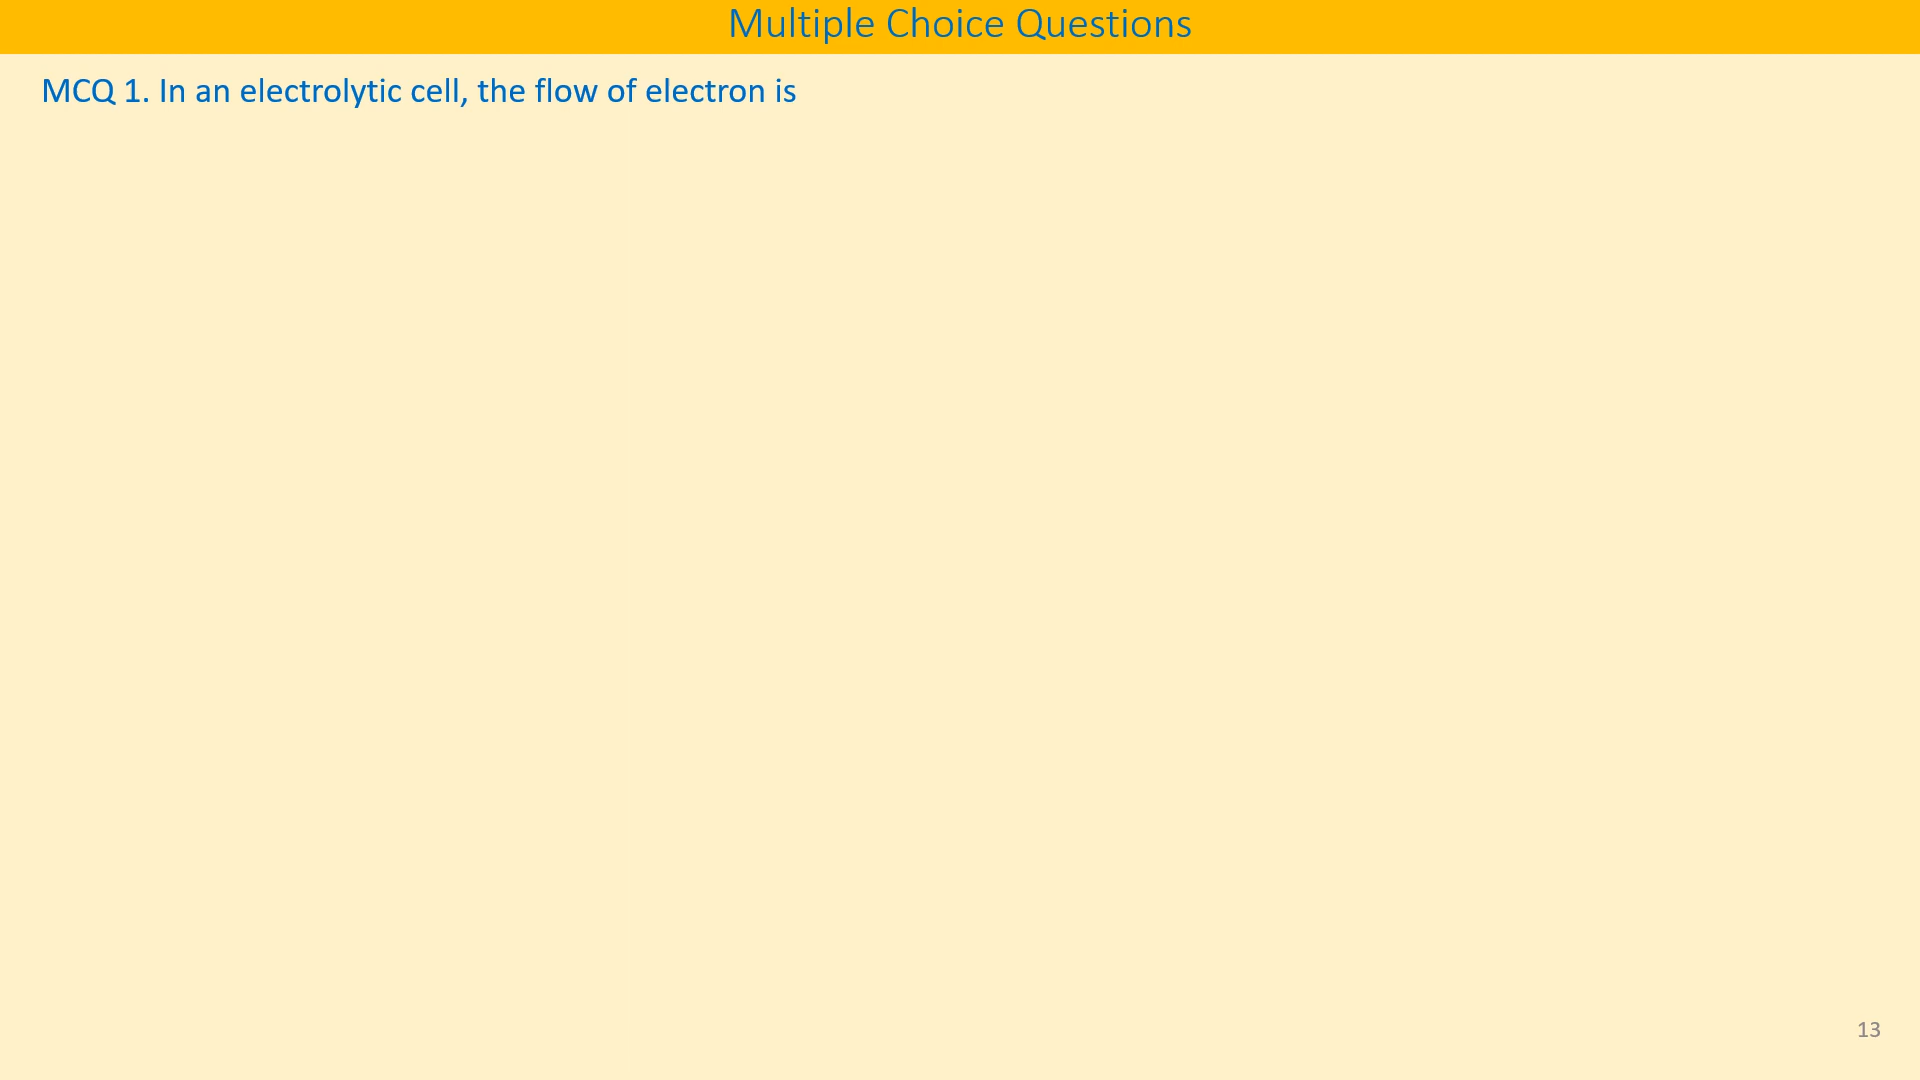 Multiple Choice Questions
MCQ 1. In an electrolytic cell, the flow of electron is
13